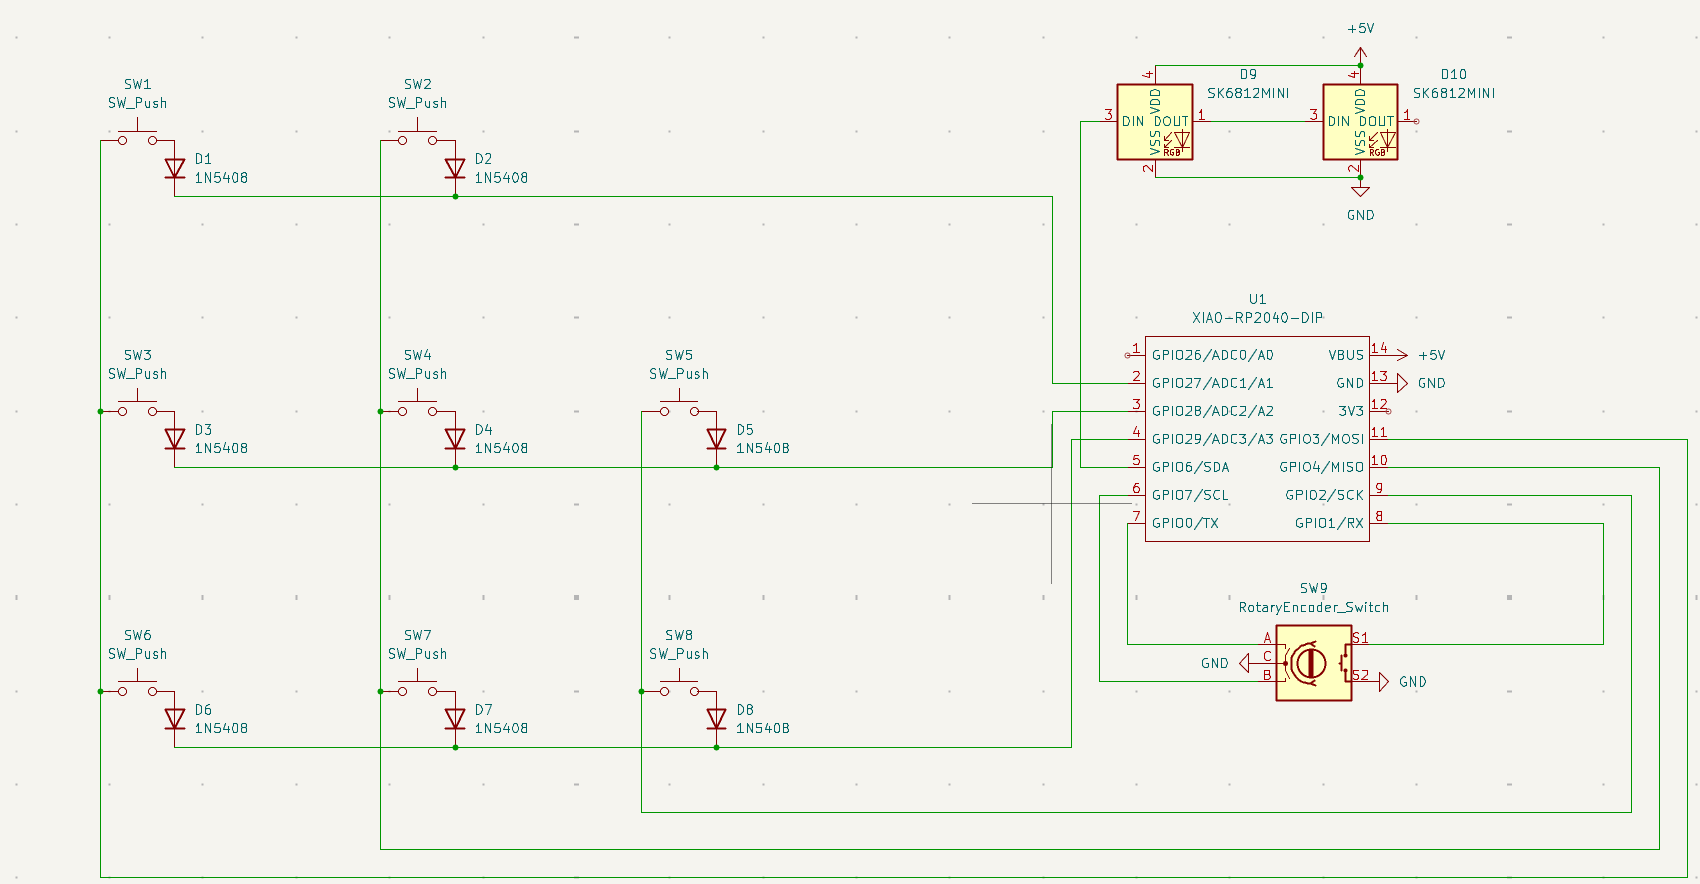 +5V
D9
SK6812MINI
D10
SK6812MINI
4
VDD
3
DIN
DOUT
1
VSS
RGB
2
4
VDD
3
DIN
DOUT
1
VSS
RGB
2
GND
SW1
SW_Push
D1
1N5408
SW2
SW_Push
D2
1N5408
SW3
SW_Push
D3
1N5408
SW4
SW_Push
D4
1N5408
SW5
SW_Push
D5
1N5408
SW6
SW_Push
D6
1N5408
SW7
SW_Push
D7
1N5408
SW8
SW_Push
D8
1N5408
U1
XIAO-RP2040-DIP
1 GPIO26/ADC0/A0 VBUS 14 +5V
2 GPIO27/ADC1/A1 GND 13 GND
3 GPIO28/ADC2/A2 3V3 12
4 GPIO29/ADC3/A3 GPIO3/MOSI 11
5 GPIO6/SDA GPIO4/MISO 10
6 GPIO7/SCL GPIO2/SCK 9
7 GPIO0/TX GPIO1/RX 8
SW9
RotaryEncoder_Switch
A S1
GND C
B S2 GND